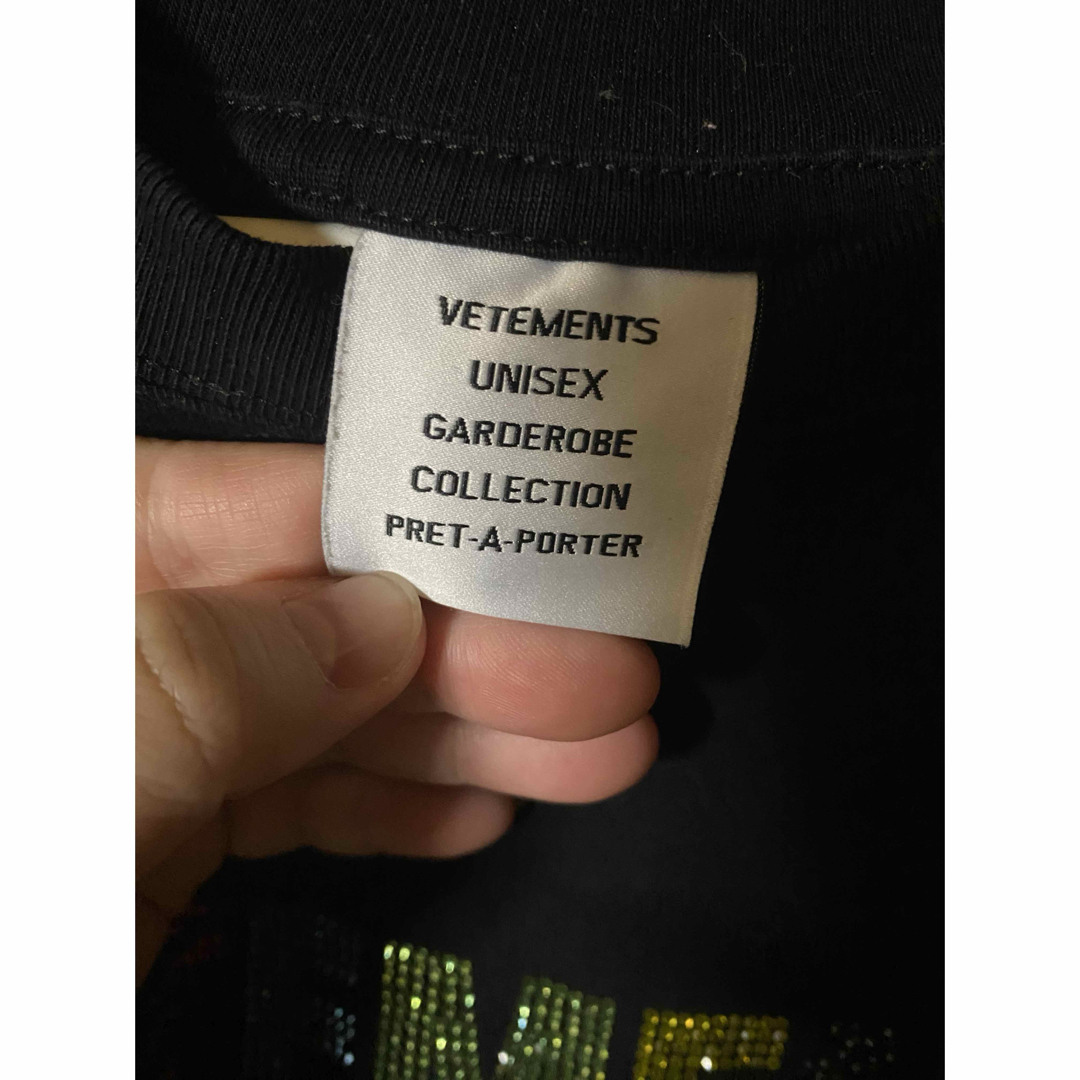 VETEMENTS
UNISEX
GARDEROBE
COLLECTION
PRET-A-PORTER